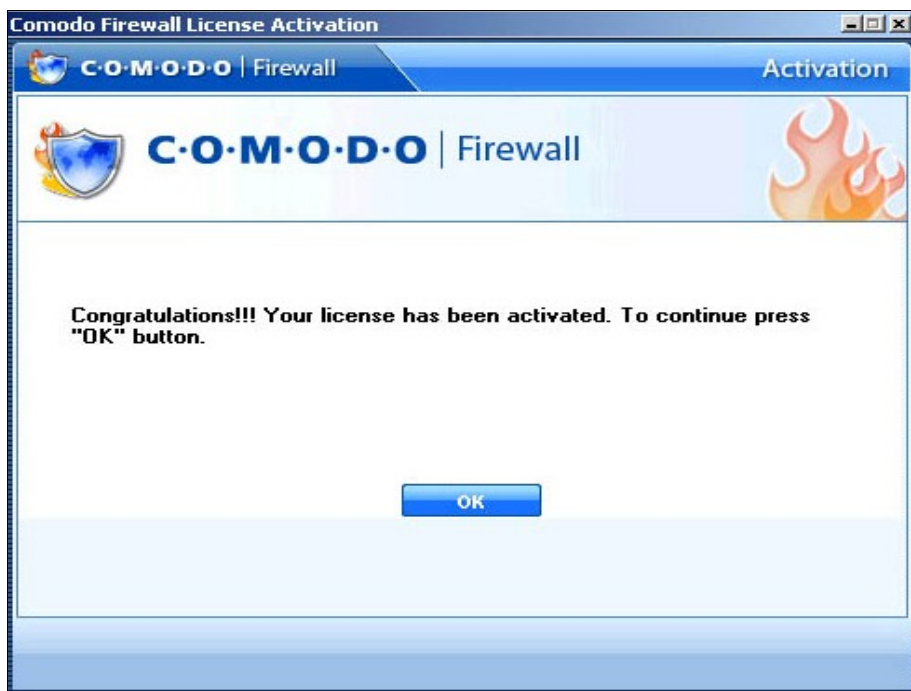 Comodo Firewall License Activation
C·O·M·O·D·O | Firewall
Activation
C·O·M·O·D·O | Firewall
Congratulations!!! Your license has been activated. To continue press
"OK" button.
OK